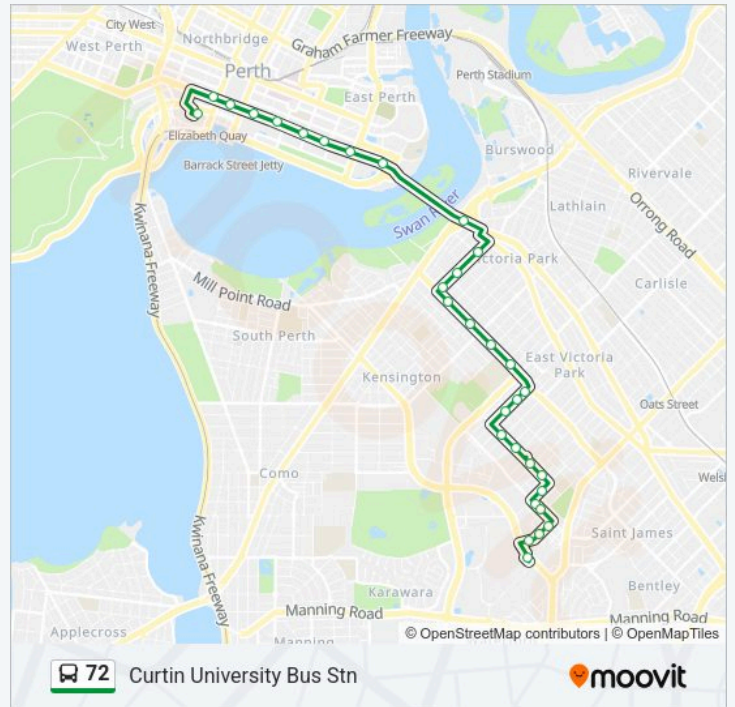 City West
West Perth
Northbridge
Graham Farmer Freeway
Perth
Perth Stadium
East Perth
Elizabeth Quay
Burswood
Barrack Street Jetty
Rivervale
Swan River
Lathlain
Orrong Road
Kwinana Freeway
ctoria Park
Mill Point Road
Carlisle
South Perth
East Victoria
Park
Kensington
Oats Street
Como
Welsh
Kwinana Freeway
Saint James
Karawara
Bentley
Manning Road
Manning Road
Applecross
Manning
© OpenStreetMap contributors | © OpenMapTiles
72 Curtin University Bus Stn
moovit